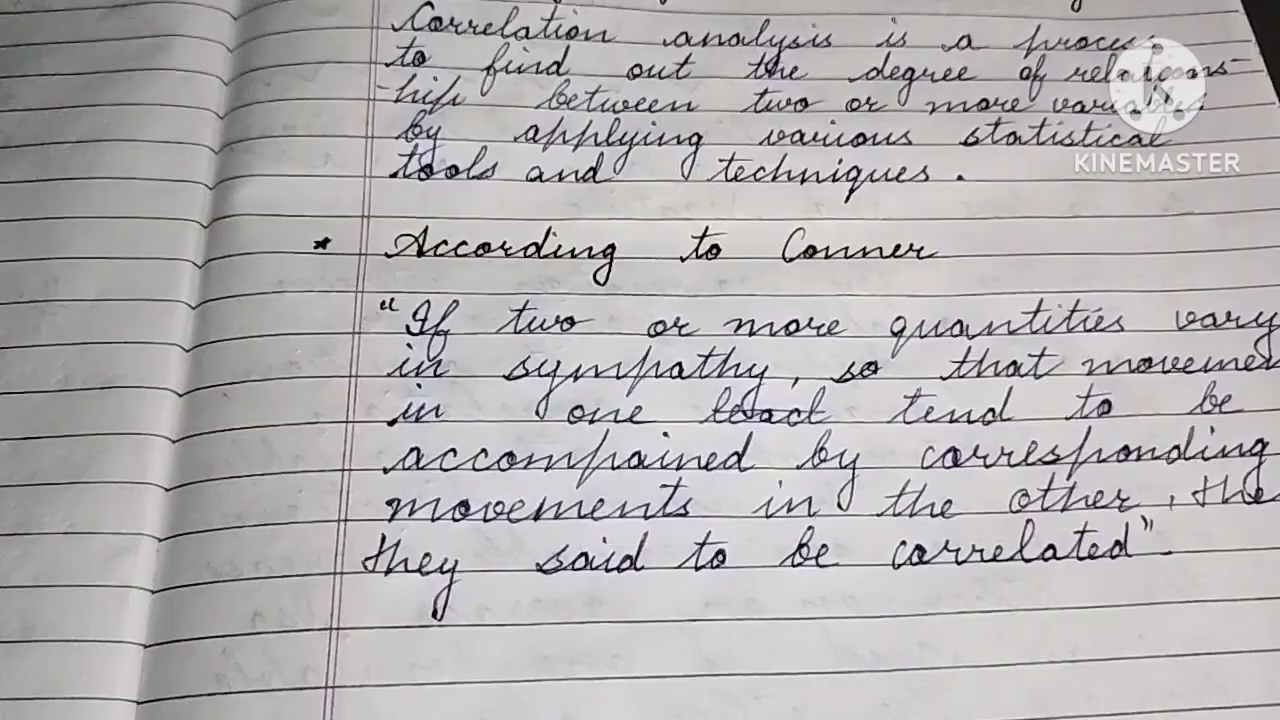 Correlation analysis is a process
to find out the degree of relations-
-hip between two or more variables
by applying various statistical
tools and techniques.
KINEMASTER
* According to Conner
"If two or more quantities vary
in sympathy, so that movemen
in one tend to be
accompained by corresponding
movements in the other, the
they said to be correlated".